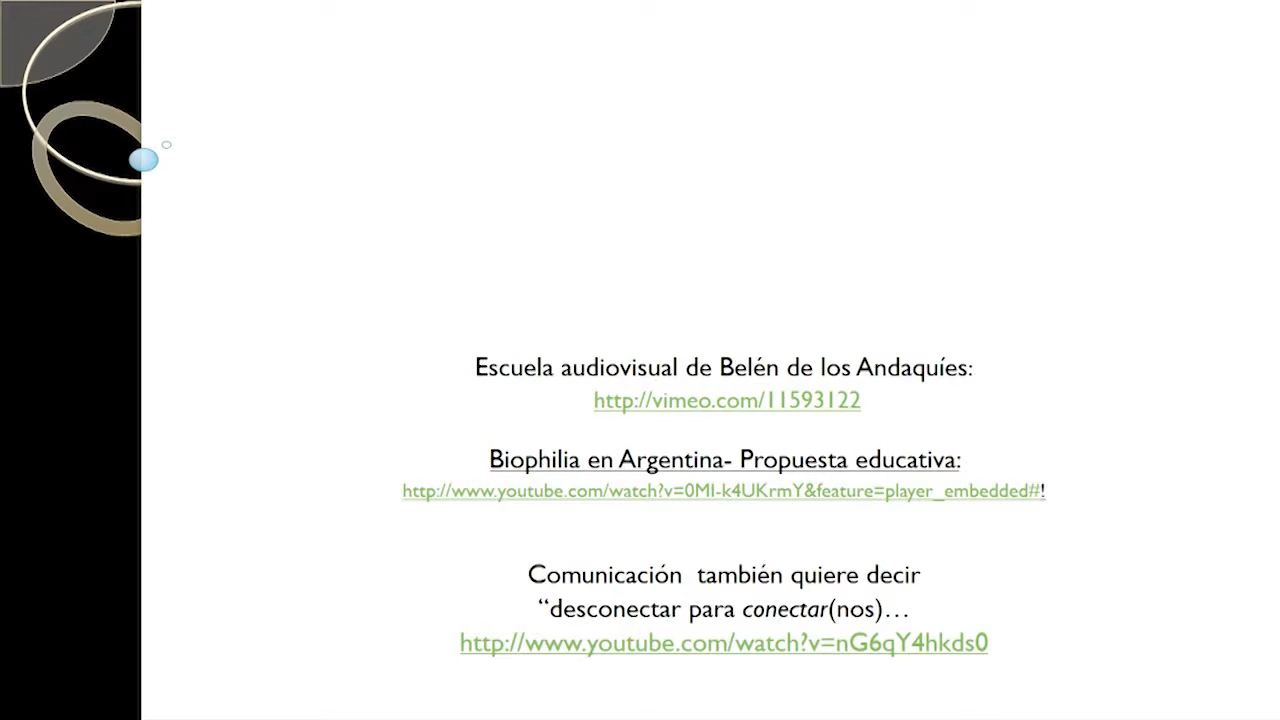 Escuela audiovisual de Belén de los Andaquíes:
http://vimeo.com/11593122
Biophilia en Argentina- Propuesta educativa:
http://www.youtube.com/watch?v=0MI-k4UKrmY&feature=player_embedded#!
Comunicación también quiere decir
“desconectar para conectar(nos)…
http://www.youtube.com/watch?v=nG6qY4hkds0